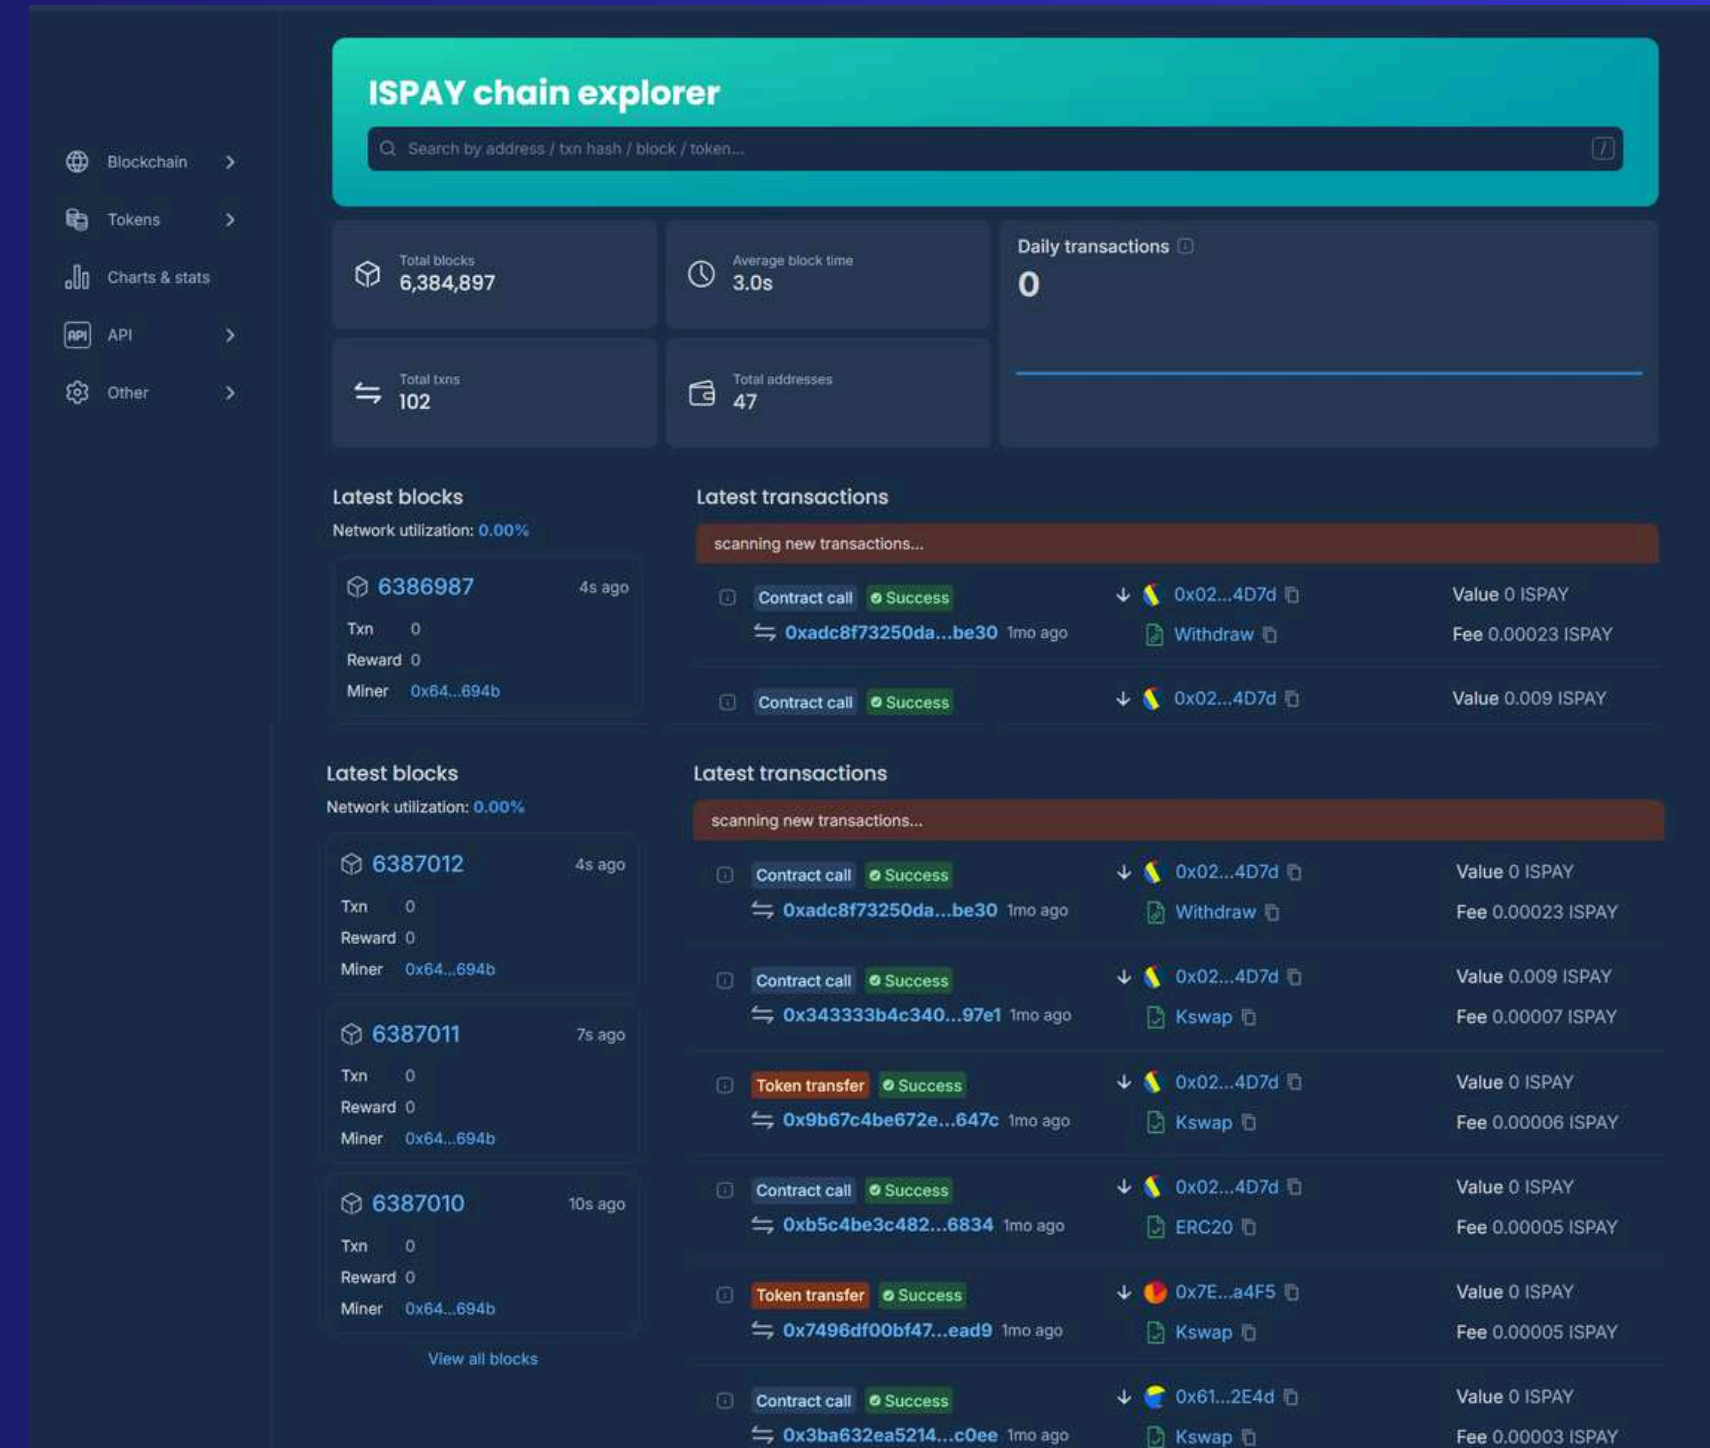 ISPAY chain explorer
Search by address / txn hash / block / token... /
Blockchain
Tokens
Charts & stats
API API
Other
Total blocks
6,384,897
Average block time
3.0s
Daily transactions
0
Total txns
102
Total addresses
47
Latest blocks
Network utilization: 0.00%
6386987 4s ago
Txn 0
Reward 0
Miner 0x64...694b
Latest transactions
scanning new transactions...
Contract call Success 0x02...4D7d Value 0 ISPAY
0xadc8f73250da...be30 1mo ago Withdraw Fee 0.00023 ISPAY
Contract call Success 0x02...4D7d Value 0.009 ISPAY
Latest blocks
Network utilization: 0.00%
6387012 4s ago
Txn 0
Reward 0
Miner 0x64...694b
6387011 7s ago
Txn 0
Reward 0
Miner 0x64...694b
6387010 10s ago
Txn 0
Reward 0
Miner 0x64...694b
View all blocks
Latest transactions
scanning new transactions...
Contract call Success 0x02...4D7d Value 0 ISPAY
0xadc8f73250da...be30 1mo ago Withdraw Fee 0.00023 ISPAY
Contract call Success 0x02...4D7d Value 0.009 ISPAY
0x343333b4c340...97e1 1mo ago Kswap Fee 0.00007 ISPAY
Token transfer Success 0x02...4D7d Value 0 ISPAY
0x9b67c4be672e...647c 1mo ago Kswap Fee 0.00006 ISPAY
Contract call Success 0x02...4D7d Value 0 ISPAY
0xb5c4be3c482...6834 1mo ago ERC20 Fee 0.00005 ISPAY
Token transfer Success 0x7E...a4F5 Value 0 ISPAY
0x7496df00bf47...ead9 1mo ago Kswap Fee 0.00005 ISPAY
Contract call Success 0x61...2E4d Value 0 ISPAY
0x3ba632ea5214...c0ee 1mo ago Kswap Fee 0.00003 ISPAY